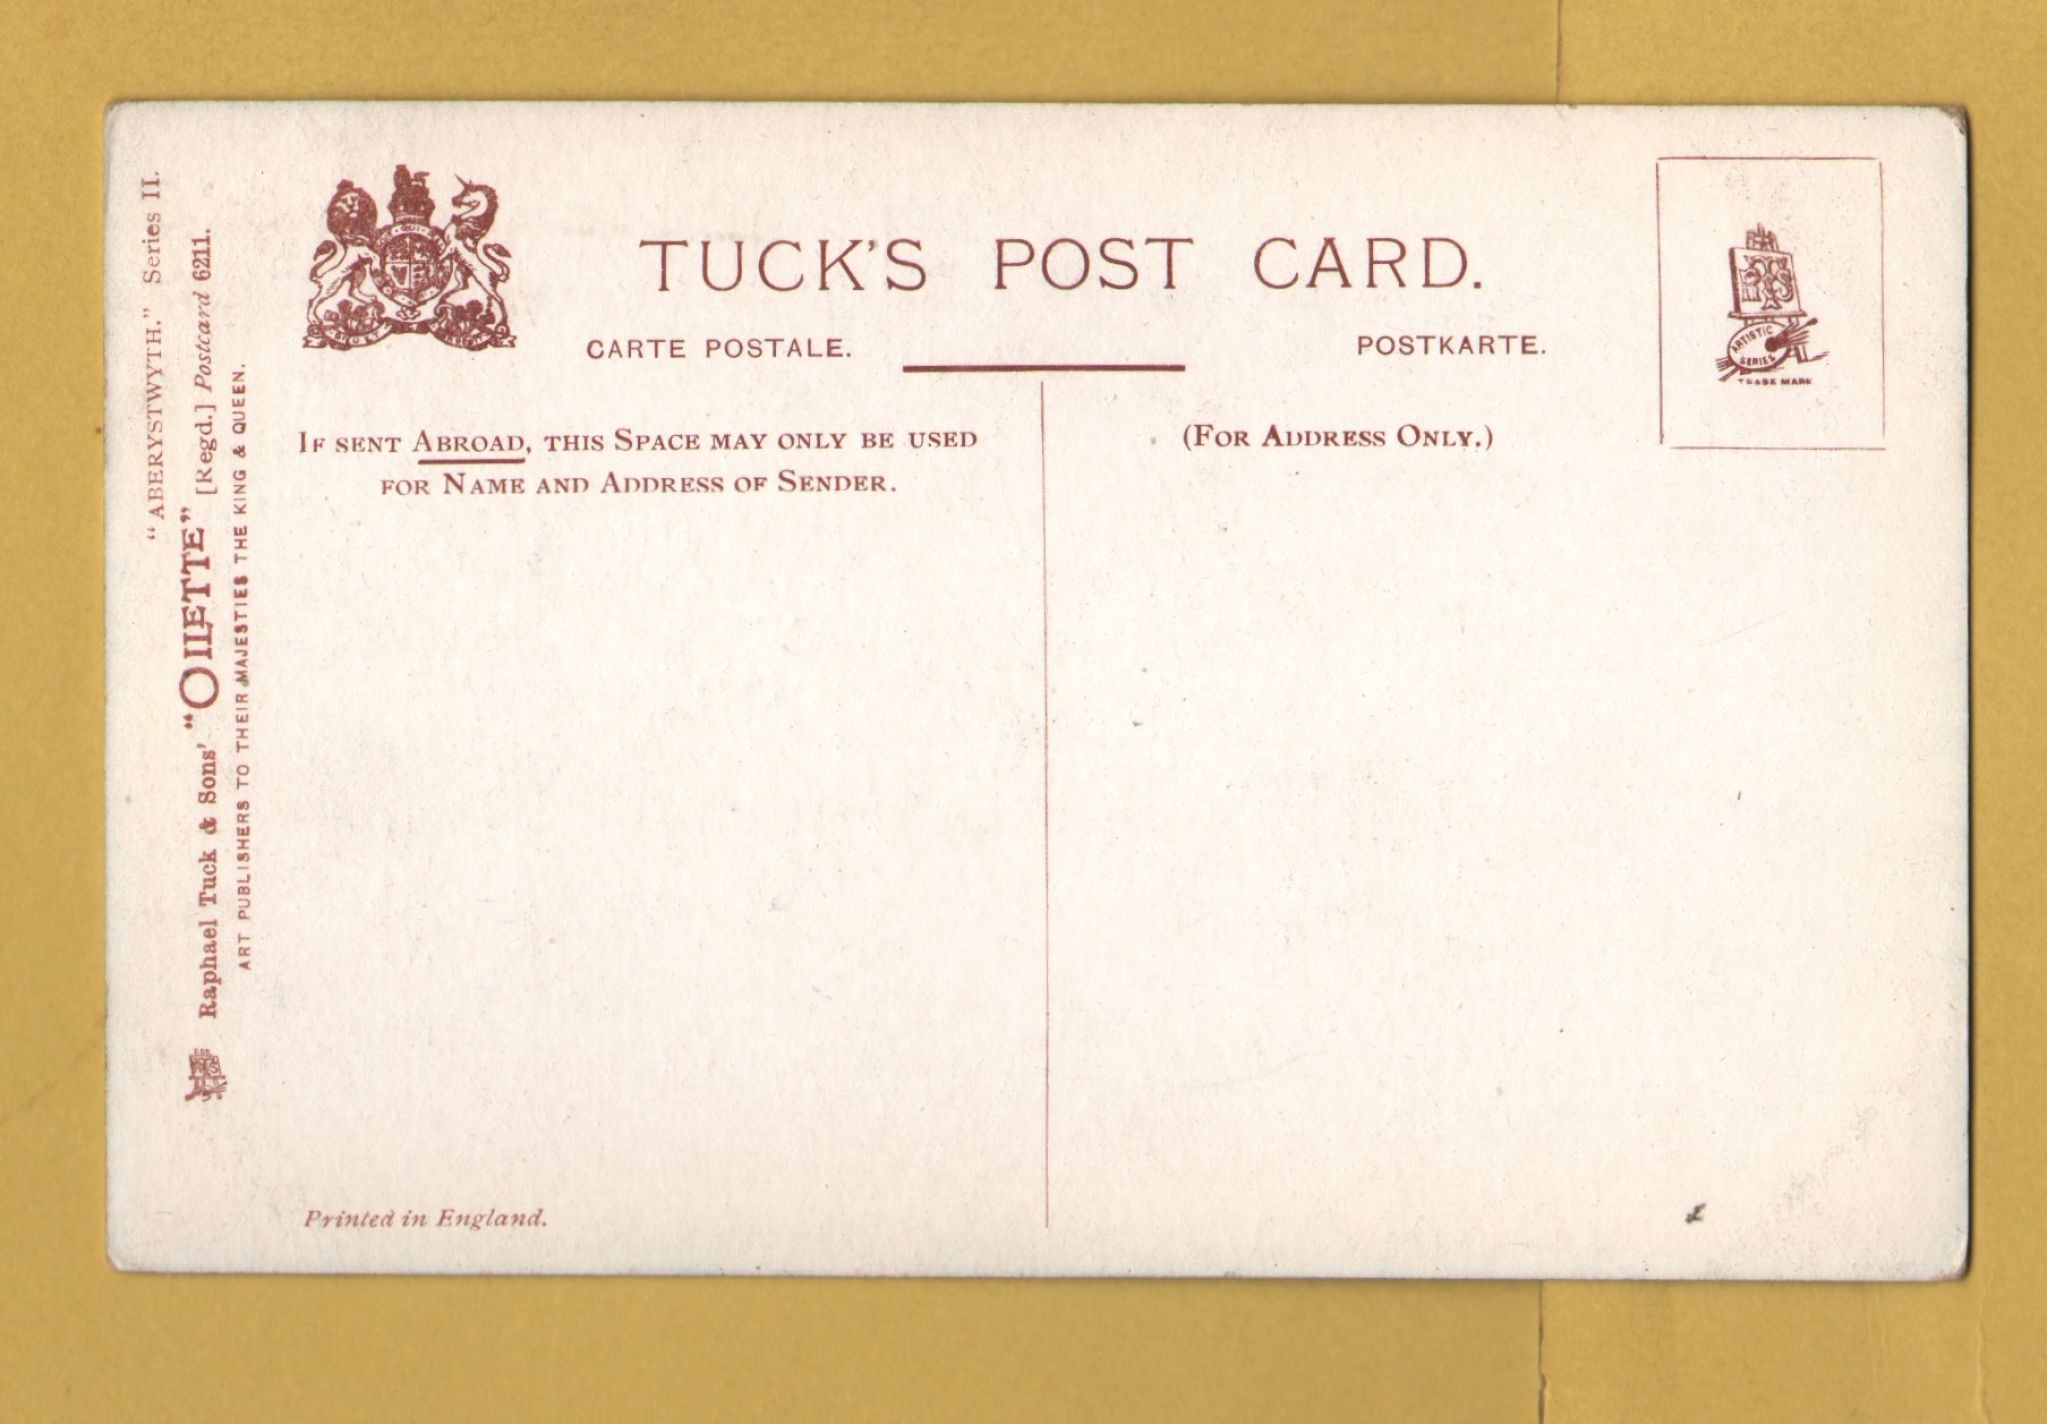 "ABERYSTWYTH." Series II.
Raphael Tuck & Sons' "OILETTE" [Regd.] Postcard 6211.
ART PUBLISHERS TO THEIR MAJESTIES THE KING & QUEEN.
TUCK'S POST CARD.
CARTE POSTALE.
POSTKARTE.
ARTISTIC
SERIES
TRADE MARK
IF SENT ABROAD, THIS SPACE MAY ONLY BE USED
FOR NAME AND ADDRESS OF SENDER.
(FOR ADDRESS ONLY.)
Printed in England.